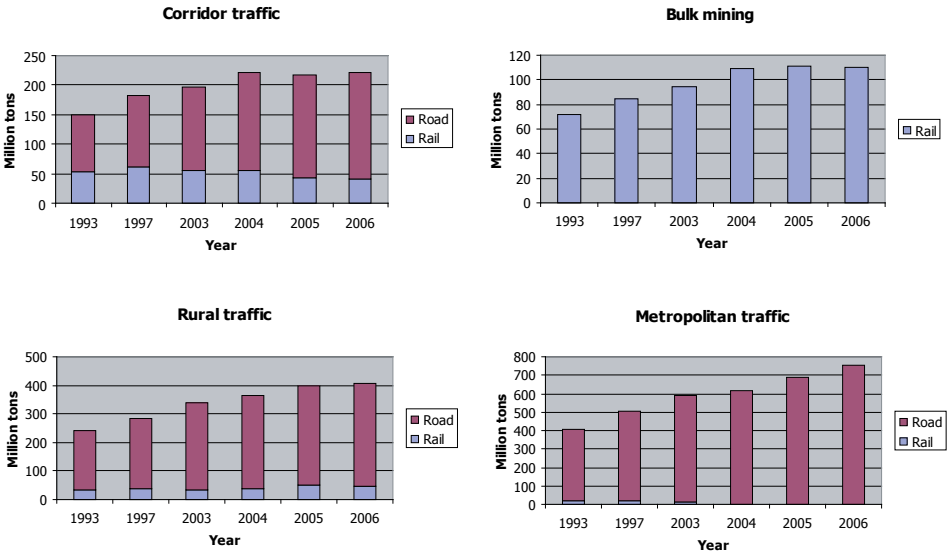 Corridor traffic
250
200
150
100
50
0
Million tons
1993 1997 2003 2004 2005 2006
Year
Road
Rail
Bulk mining
120
100
80
60
40
20
0
Million tons
1993 1997 2003 2004 2005 2006
Year
Rail
Rural traffic
500
400
300
200
100
0
Million tons
1993 1997 2003 2004 2005 2006
Year
Road
Rail
Metropolitan traffic
800
700
600
500
400
300
200
100
0
Million tons
1993 1997 2003 2004 2005 2006
Year
Road
Rail